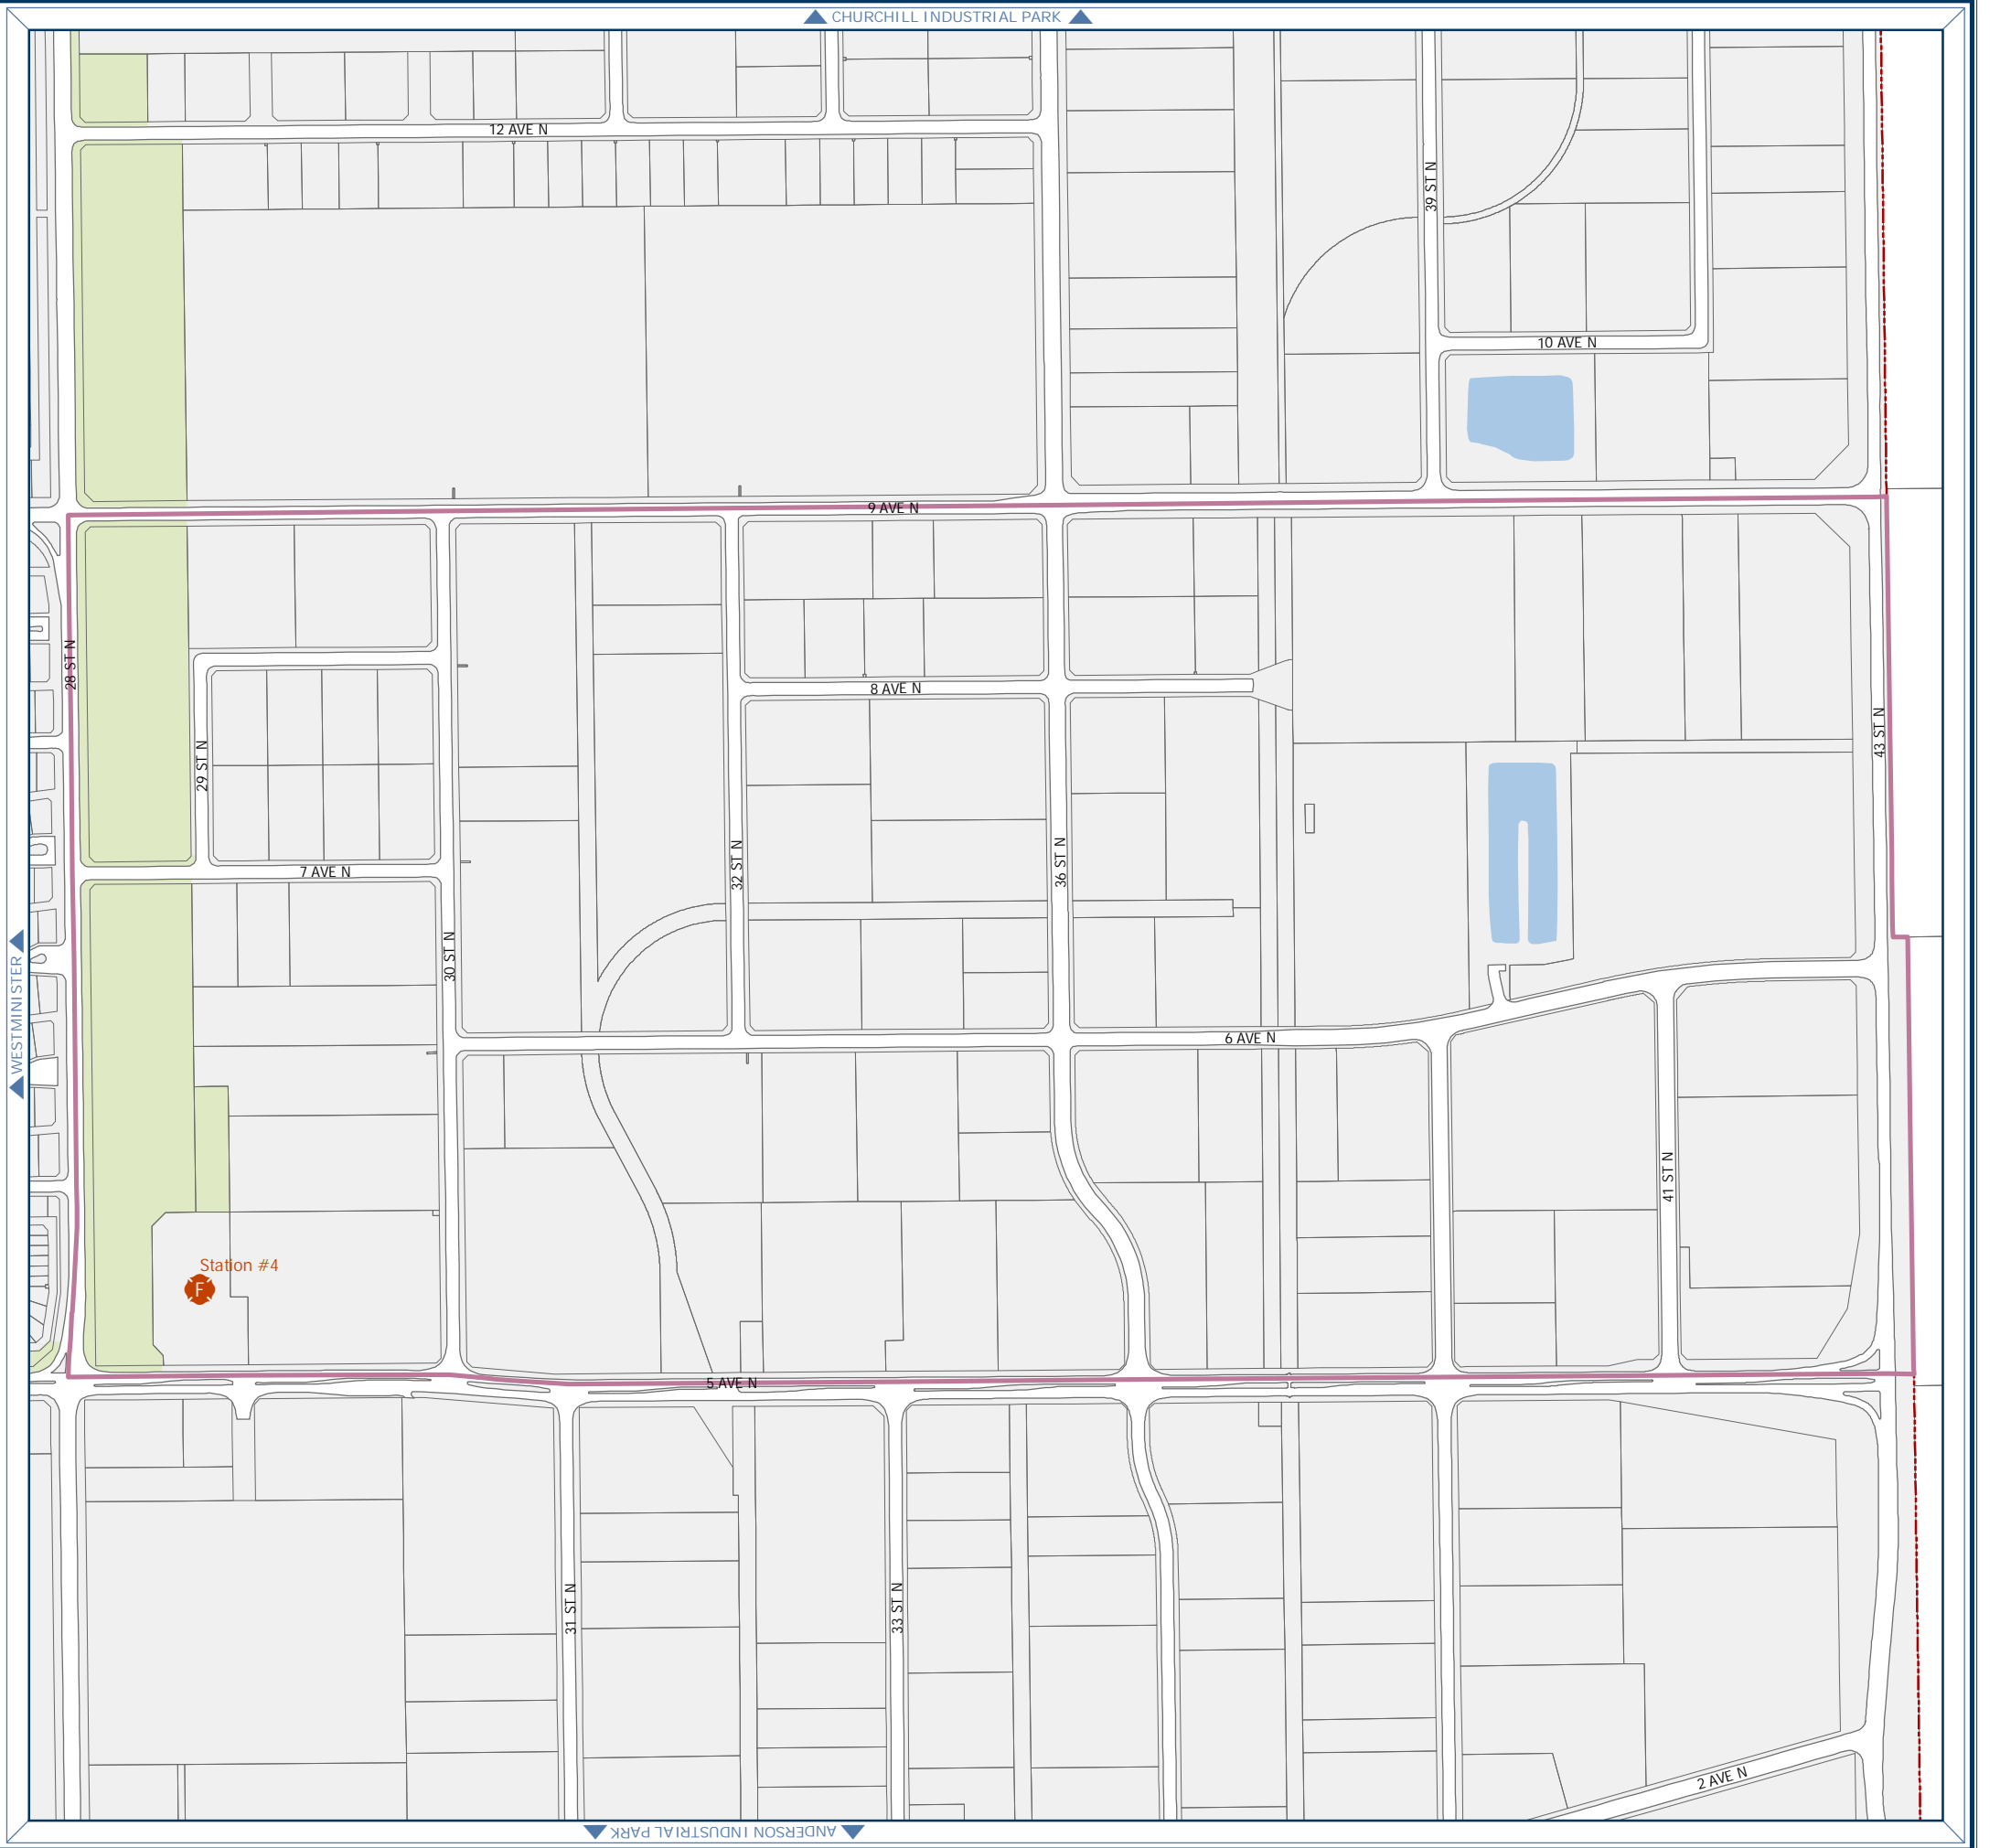 CHURCHILL INDUSTRIAL PARK
12 AVE N
39 ST N
10 AVE N
9 AVE N
28 ST N
8 AVE N
43 ST N
29 ST N
32 ST N
36 ST N
7 AVE N
30 ST N
WESTMINISTER
6 AVE N
41 ST N
Station #4
F
5 AVE N
31 ST N
33 ST N
2 AVE N
ANDERSON INDUSTRIAL PARK